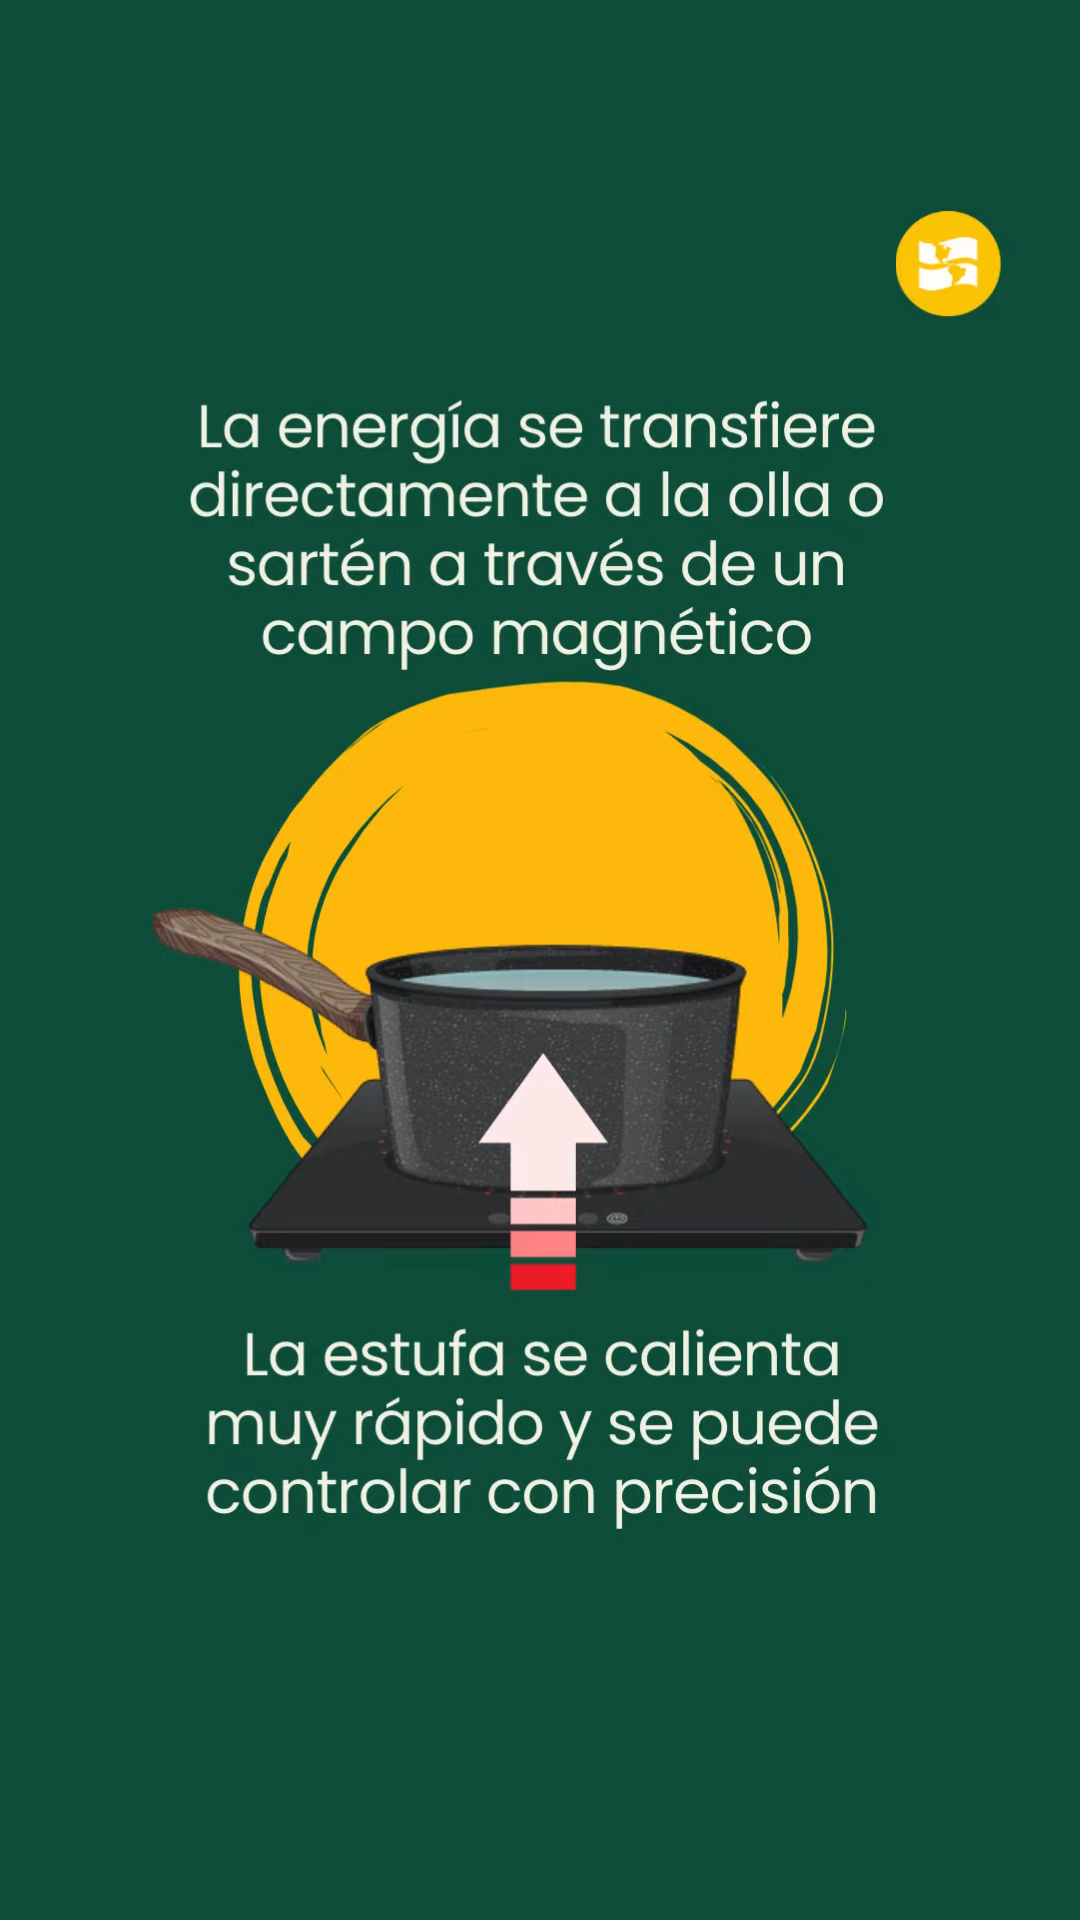 La energía se transfiere
directamente a la olla o
sartén a través de un
campo magnético
La estufa se calienta
muy rápido y se puede
controlar con precisión